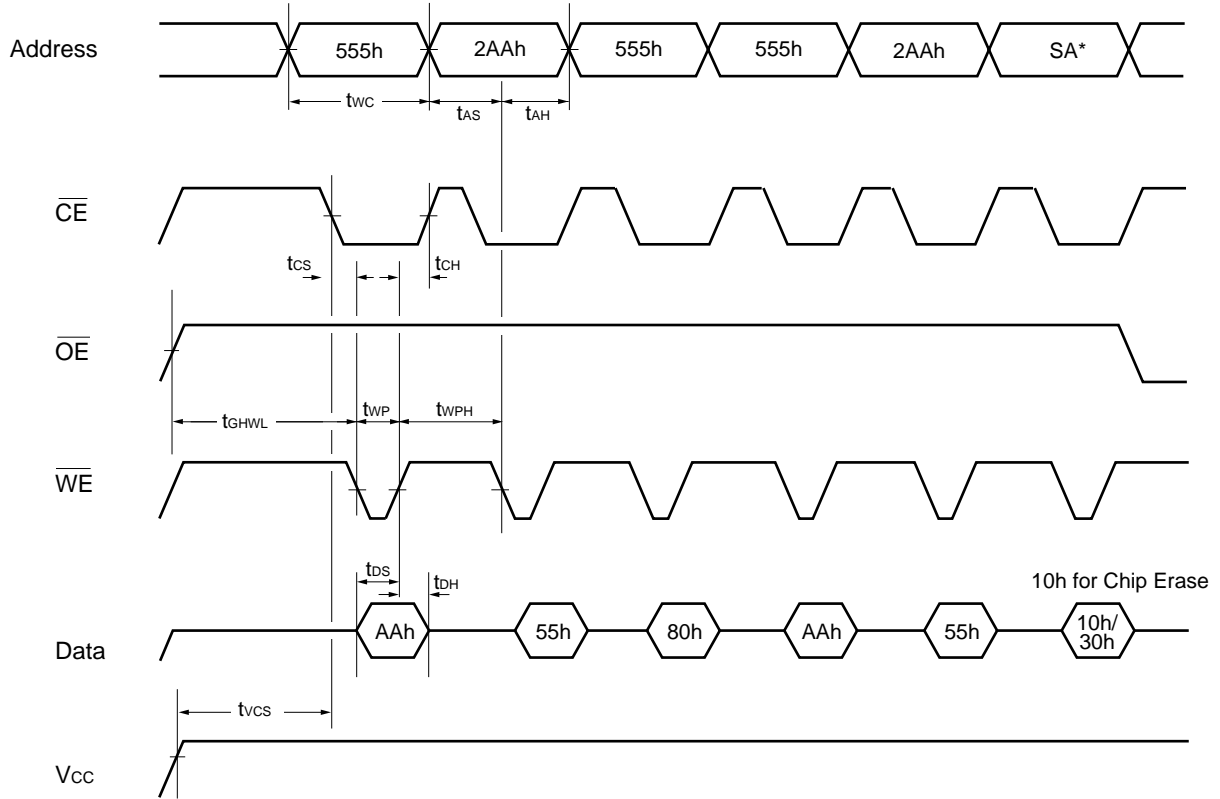 Address
555h 2AAh 555h 555h 2AAh SA*
tWC tAS tAH
CE
tCS tCH
OE
tGHWL tWP tWPH
WE
tDS tDH
10h for Chip Erase
Data
AAh 55h 80h AAh 55h 10h/
30h
tVCS
VCC